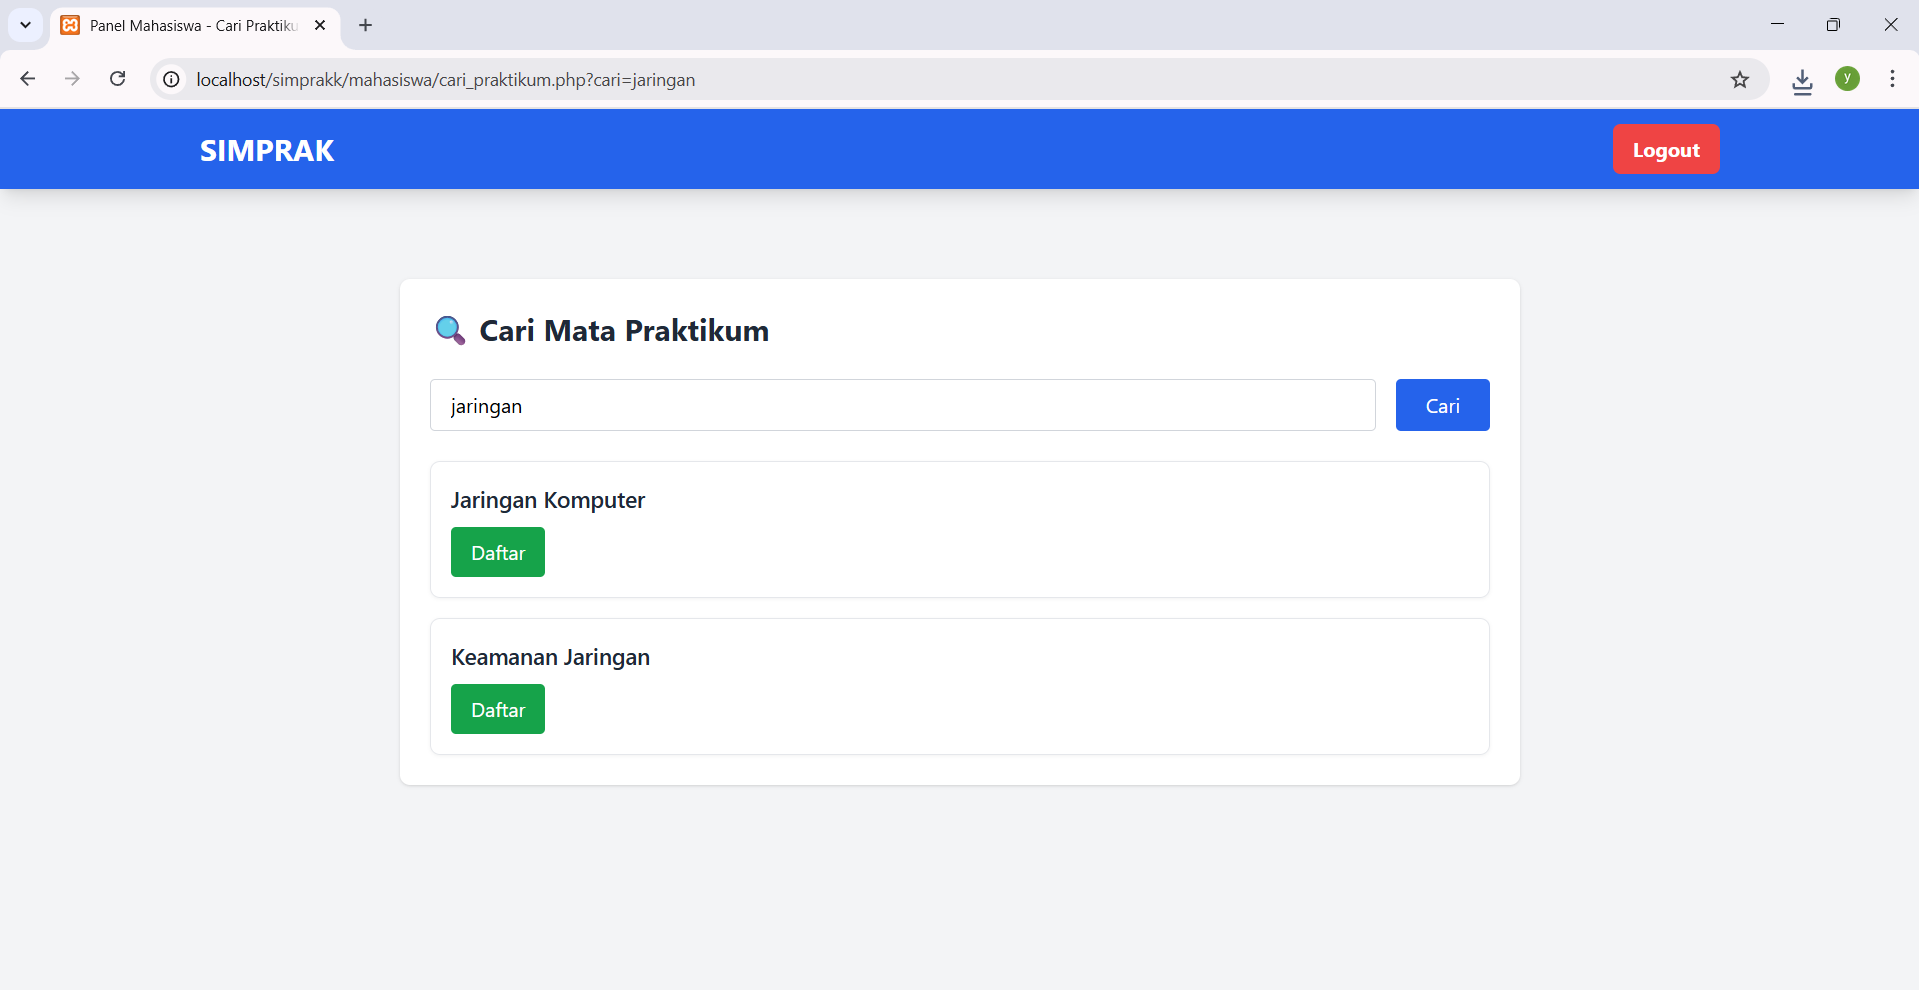 Panel Mahasiswa - Cari Praktiku
localhost/simprakk/mahasiswa/cari_praktikum.php?cari=jaringan
y
SIMPRAK
Logout
Cari Mata Praktikum
jaringan
Cari
Jaringan Komputer
Daftar
Keamanan Jaringan
Daftar